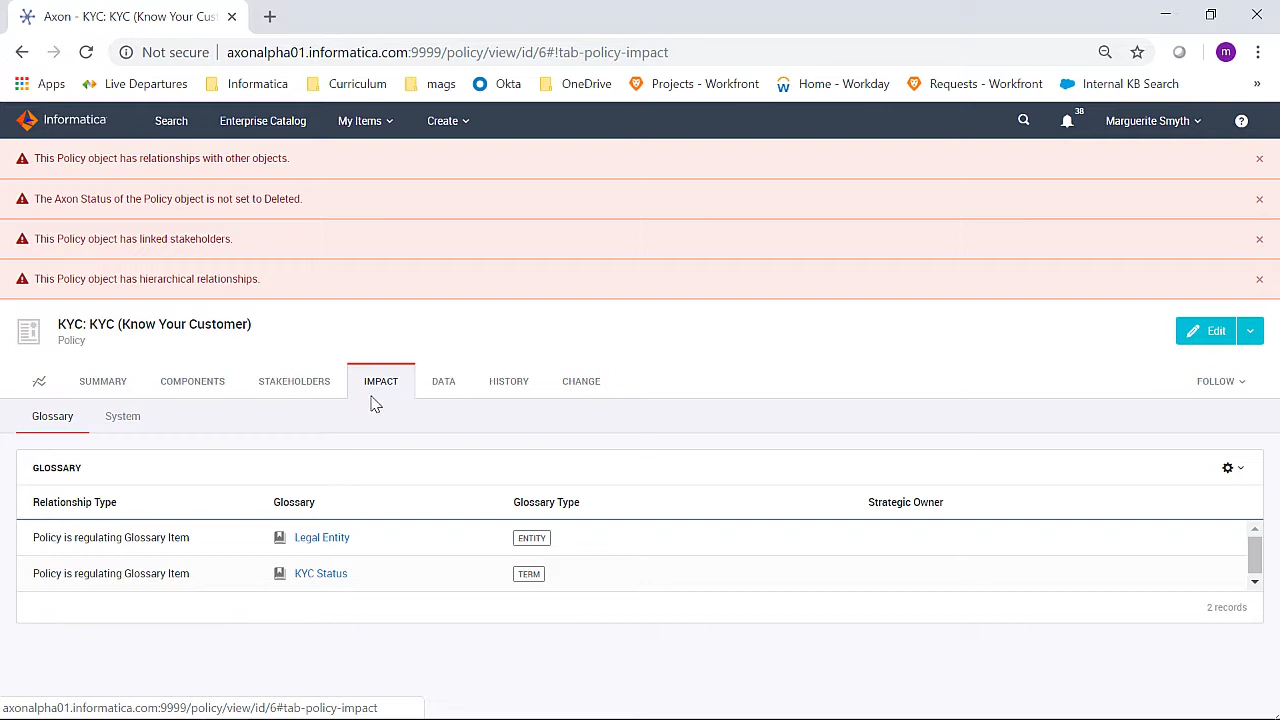 Axon - KYC: KYC (Know Your Cust
Not secure
axonalpha01.informatica.com:9999/policy/view/id/6#!tab-policy-impact
m
Apps
Live Departures
Informatica
Curriculum
mags
Okta
OneDrive
Projects - Workfront
Home - Workday
Requests - Workfront
Internal KB Search
»
Informatica
Search
Enterprise Catalog
My Items
Create
38
Marguerite Smyth
?
This Policy object has relationships with other objects.
The Axon Status of the Policy object is not set to Deleted.
This Policy object has linked stakeholders.
This Policy object has hierarchical relationships.
KYC: KYC (Know Your Customer)
Policy
Edit
SUMMARY
COMPONENTS
STAKEHOLDERS
IMPACT
DATA
HISTORY
CHANGE
FOLLOW
Glossary
System
GLOSSARY
Relationship Type
Glossary
Glossary Type
Strategic Owner
Policy is regulating Glossary Item
Legal Entity
ENTITY
Policy is regulating Glossary Item
KYC Status
TERM
2 records
axonalpha01.informatica.com:9999/policy/view/id/6#tab-policy-impact